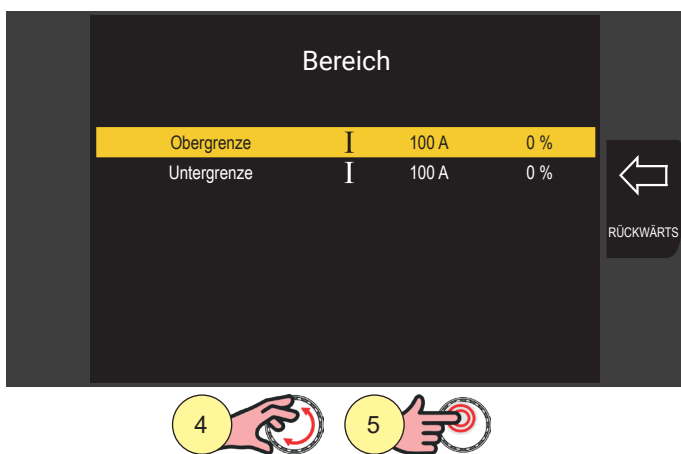 Bereich
Obergrenze I 100 A 0 %
Untergrenze I 100 A 0 %
RÜCKWÄRTS
4 5